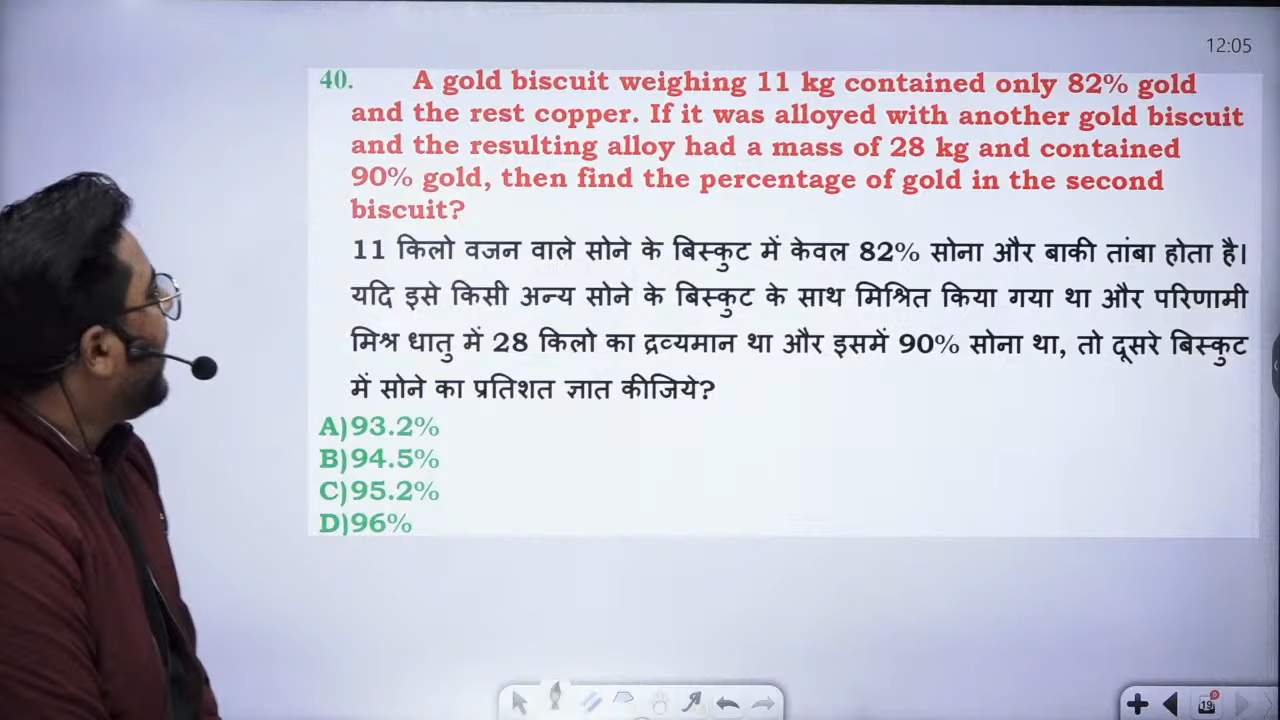 12:05
40. A gold biscuit weighing 11 kg contained only 82% gold
and the rest copper. If it was alloyed with another gold biscuit
and the resulting alloy had a mass of 28 kg and contained
90% gold, then find the percentage of gold in the second
biscuit?
11 किलो वजन वाले सोने के बिस्कुट में केवल 82% सोना और बाकी तांबा होता है।
यदि इसे किसी अन्य सोने के बिस्कुट के साथ मिश्रित किया गया था और परिणामी
मिश्र धातु में 28 किलो का द्रव्यमान था और इसमें 90% सोना था, तो दूसरे बिस्कुट
में सोने का प्रतिशत ज्ञात कीजिये?
A)93.2%
B)94.5%
C)95.2%
D)96%
19